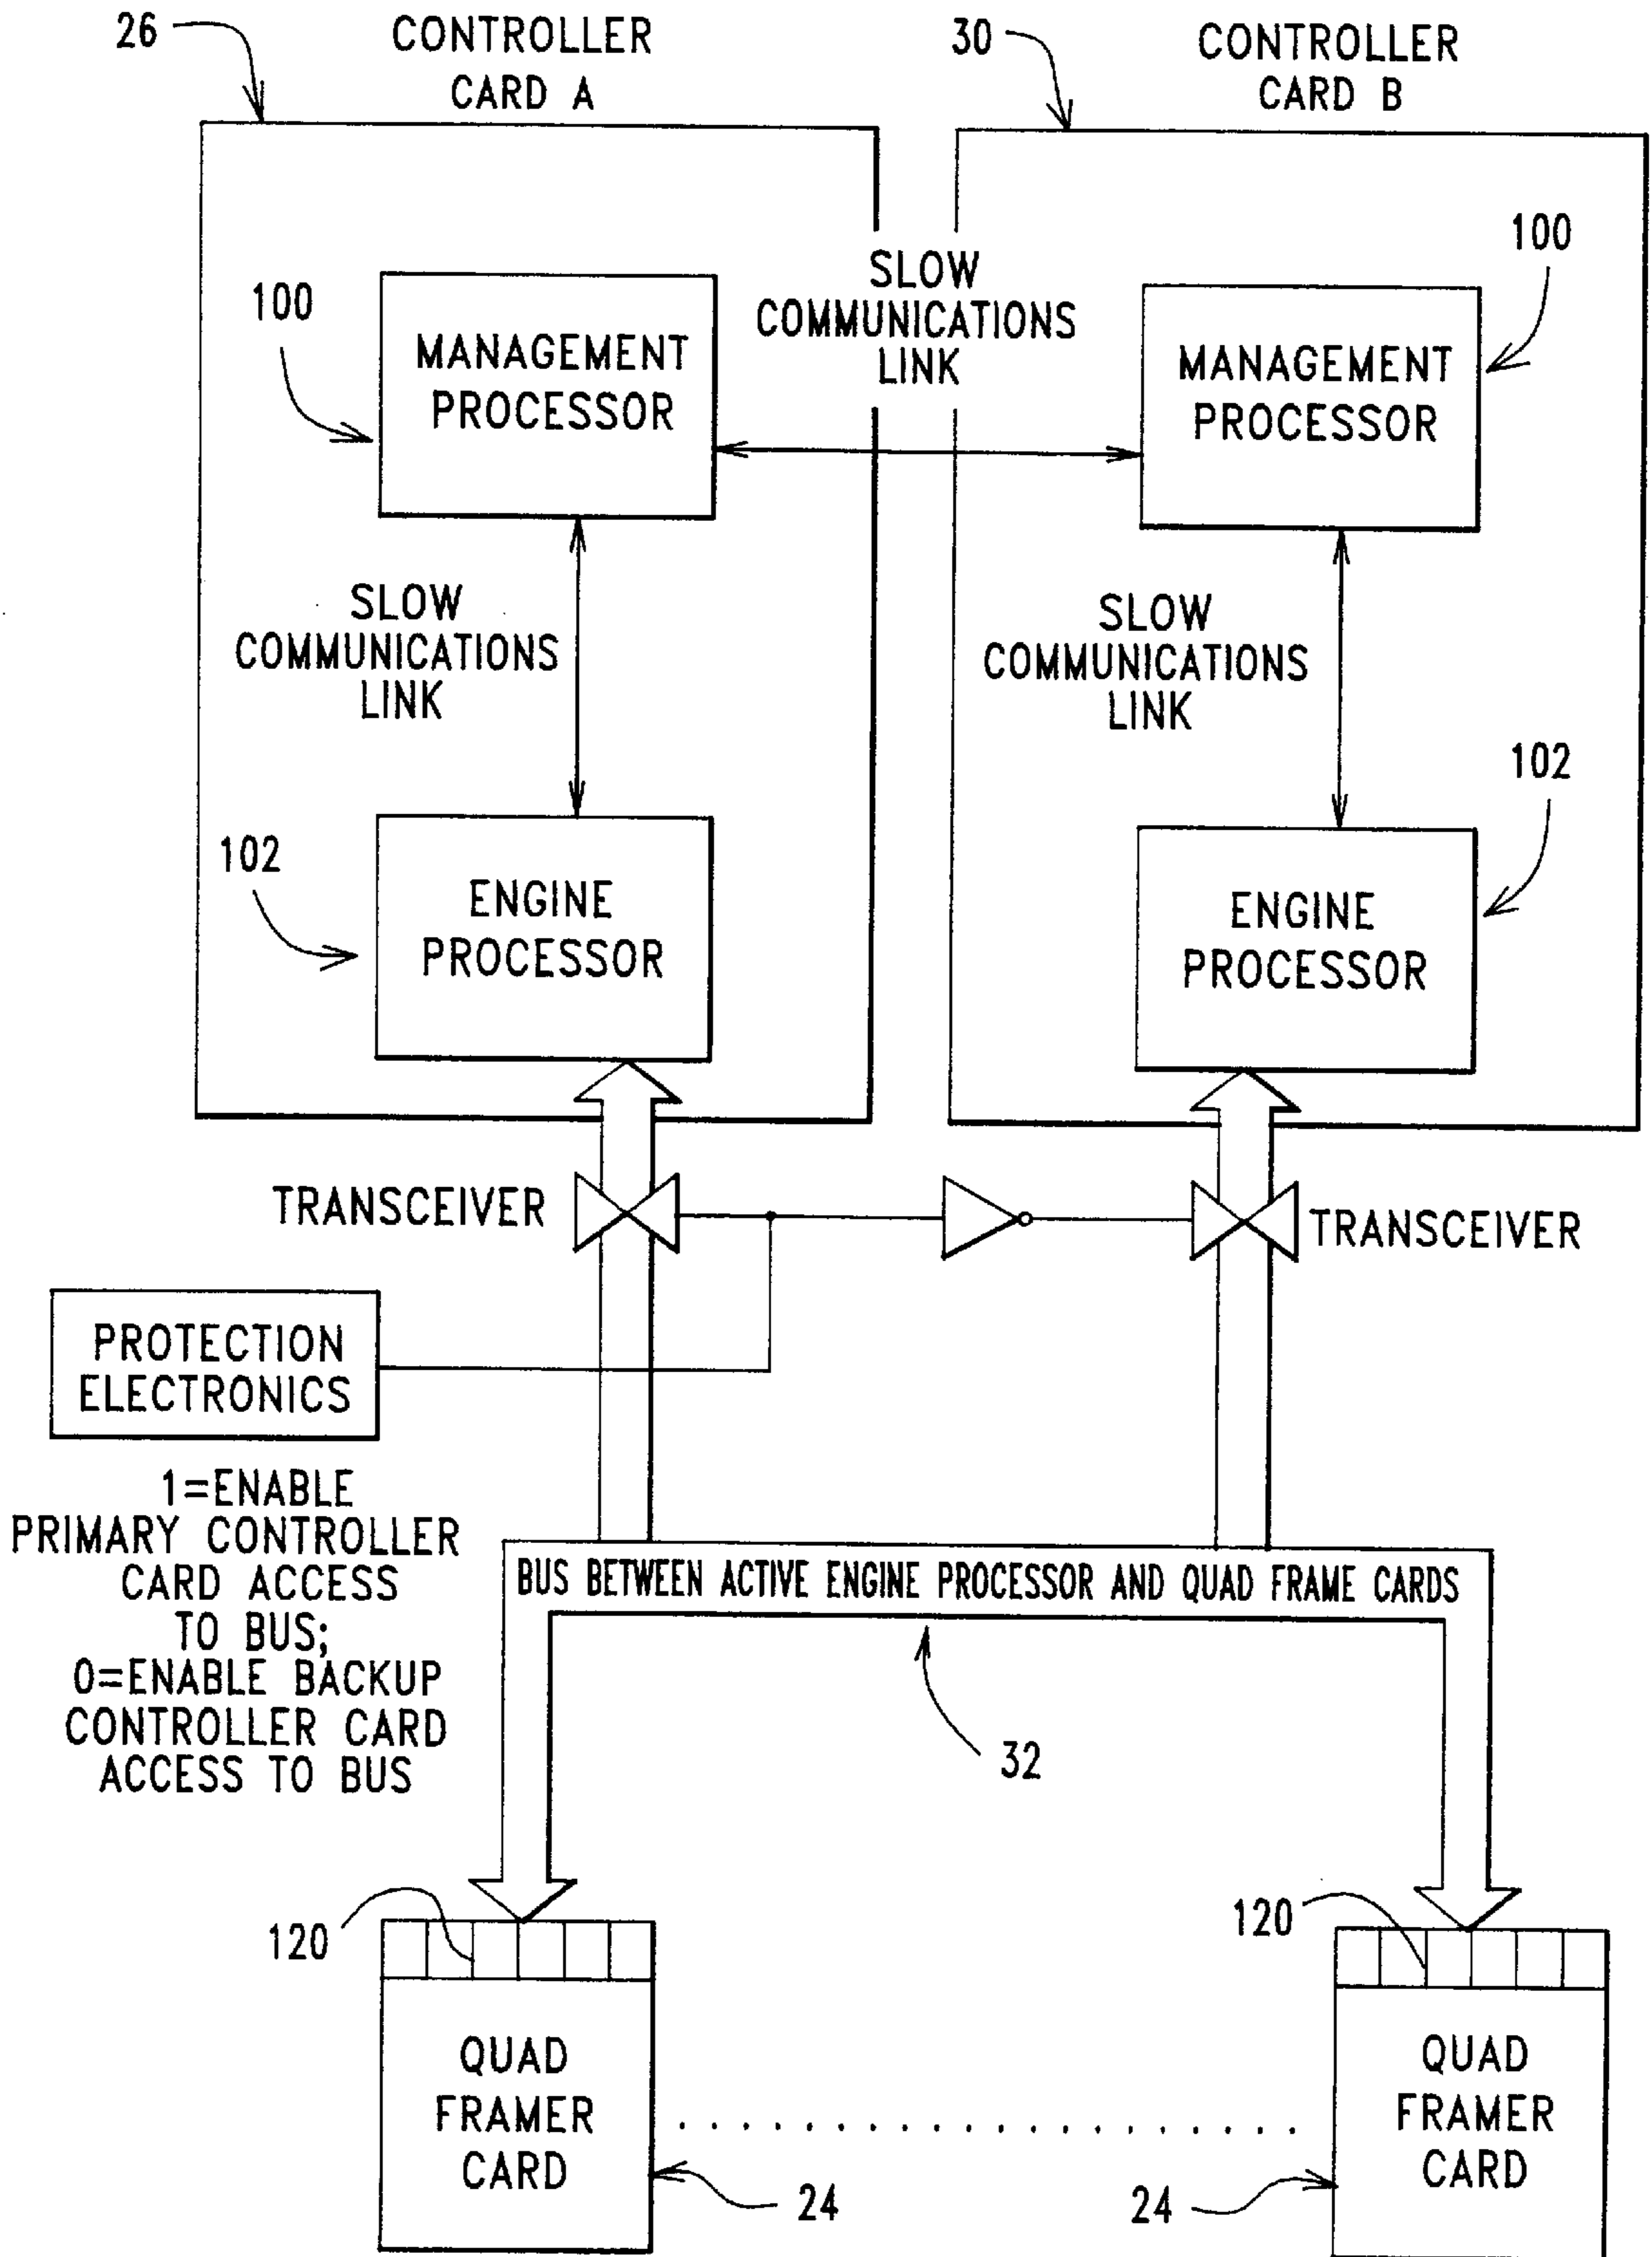 26
CONTROLLER
CARD A
30
CONTROLLER
CARD B
100
MANAGEMENT
PROCESSOR
SLOW
COMMUNICATIONS
LINK
100
MANAGEMENT
PROCESSOR
SLOW
COMMUNICATIONS
LINK
SLOW
COMMUNICATIONS
LINK
102
ENGINE
PROCESSOR
102
ENGINE
PROCESSOR
TRANSCEIVER
TRANSCEIVER
PROTECTION
ELECTRONICS
1=ENABLE
PRIMARY CONTROLLER
CARD ACCESS
TO BUS;
0=ENABLE BACKUP
CONTROLLER CARD
ACCESS TO BUS
BUS BETWEEN ACTIVE ENGINE PROCESSOR AND QUAD FRAME CARDS
32
120
QUAD
FRAMER
CARD
24
120
QUAD
FRAMER
CARD
24